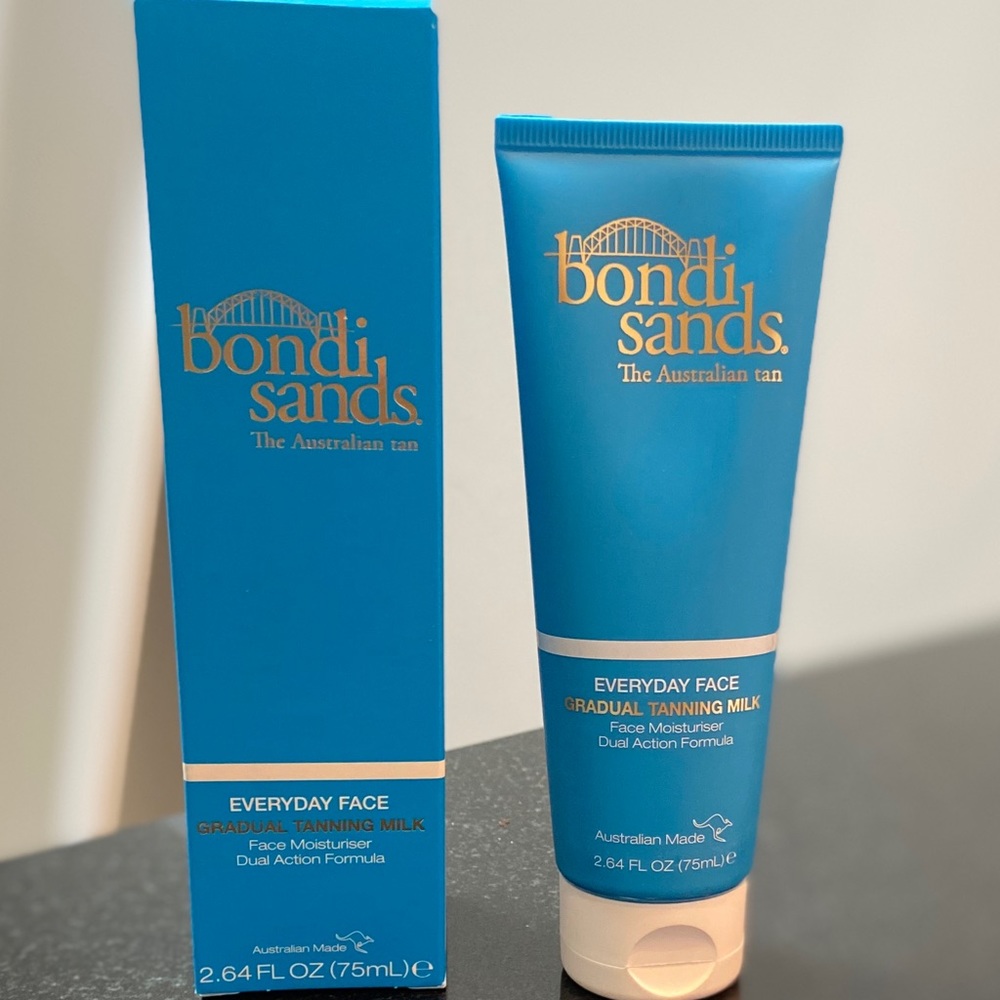 bondi
sands.
The Australian tan
EVERYDAY FACE
GRADUAL TANNING MILK
Face Moisturiser
Dual Action Formula
Australian Made
2.64 FL OZ (75mL) ℮
bondi
sands.®
The Australian tan
EVERYDAY FACE
GRADUAL TANNING MILK
Face Moisturiser
Dual Action Formula
Australian Made
2.64 FL OZ (75mL) ℮